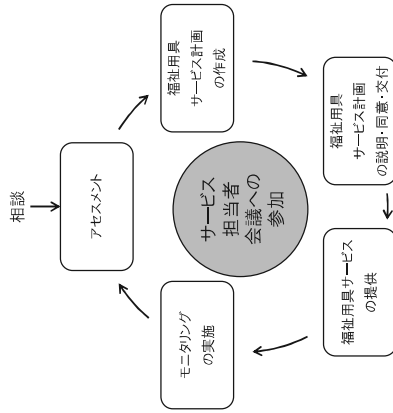 相談
アセスメント
福祉用具
サービス計画
の作成
福祉用具
サービス計画
の説明・同意・交付
福祉用具サービス
の提供
モニタリング
の実施
サービス
担当者
会議への
参加